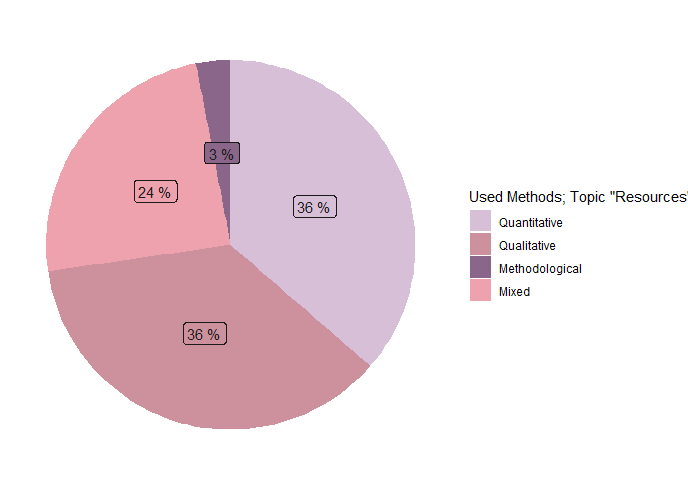 3 %
24 %
36 %
36 %
Used Methods; Topic "Resources"
Quantitative
Qualitative
Methodological
Mixed